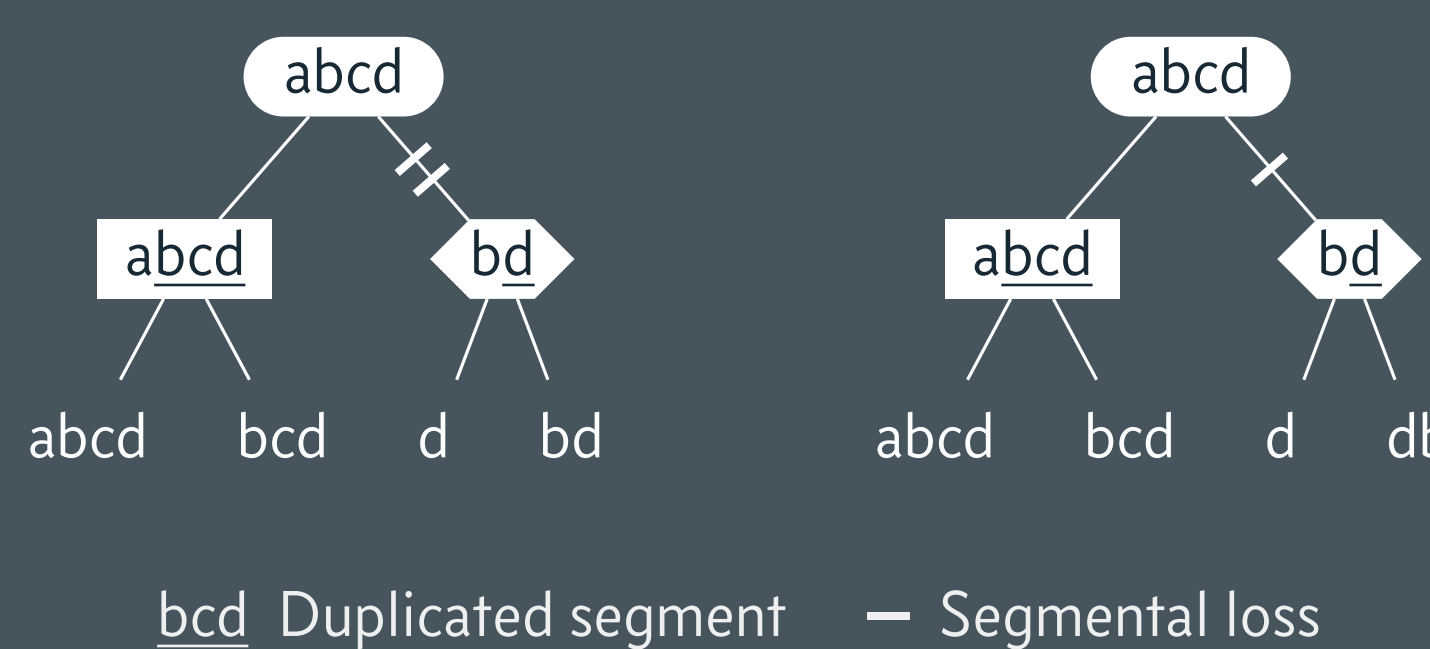 abcd abcd
abcd bd abcd bd
abcd bcd d bd abcd bcd d
bcd Duplicated segment — Segmental loss